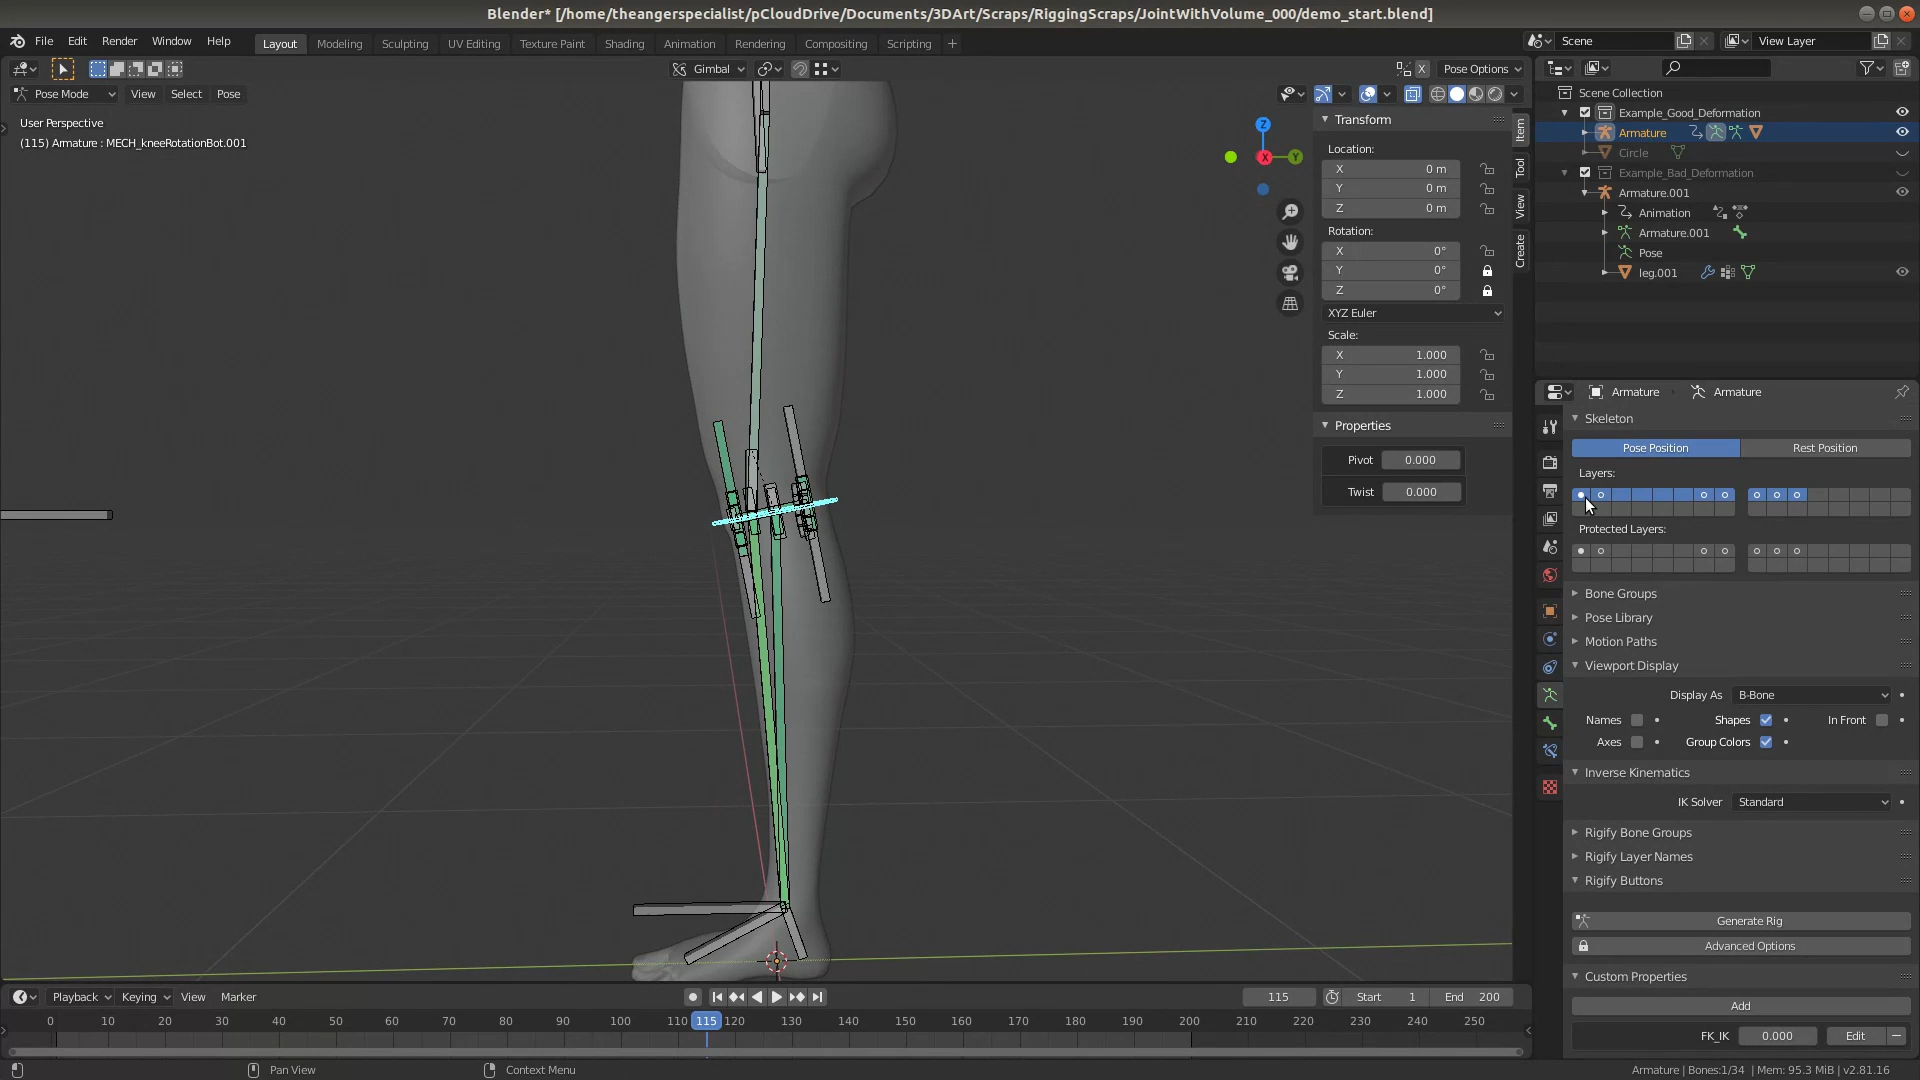 Blender* [/home/theangerspecialist/pCloudDrive/Documents/3DArt/Scraps/RiggingScraps/JointWithVolume_000/demo_start.blend]
File Edit Render Window Help Layout Modeling Sculpting UV Editing Texture Paint Shading Animation Rendering Compositing Scripting +
Scene View Layer
Gimbal X Pose Options
Pose Mode View Select Pose
User Perspective
(115) Armature : MECH_kneeRotationBot.001
Z
X Y
Transform
Location:
X 0 m
Y 0 m
Z 0 m
Rotation:
X 0°
Y 0°
Z 0°
XYZ Euler
Scale:
X 1.000
Y 1.000
Z 1.000
Properties
Pivot 0.000
Twist 0.000
Item
Tool
View
Create
Scene Collection
Example_Good_Deformation
Armature
Circle
Example_Bad_Deformation
Armature.001
Animation
Armature.001
Pose
leg.001
Armature Armature
Skeleton
Pose Position Rest Position
Layers:
Protected Layers:
Bone Groups
Pose Library
Motion Paths
Viewport Display
Display As B-Bone
Names Shapes In Front
Axes Group Colors
Inverse Kinematics
IK Solver Standard
Rigify Bone Groups
Rigify Layer Names
Rigify Buttons
Generate Rig
Advanced Options
Custom Properties
Add
FK_IK 0.000 Edit
Playback Keying View Marker
115 Start 1 End 200
0 10 20 30 40 50 60 70 80 90 100 110 115 120 130 140 150 160 170 180 190 200 210 220 230 240 250
Pan View Context Menu
Armature | Bones:1/34 | Mem: 95.3 MiB | v2.81.16